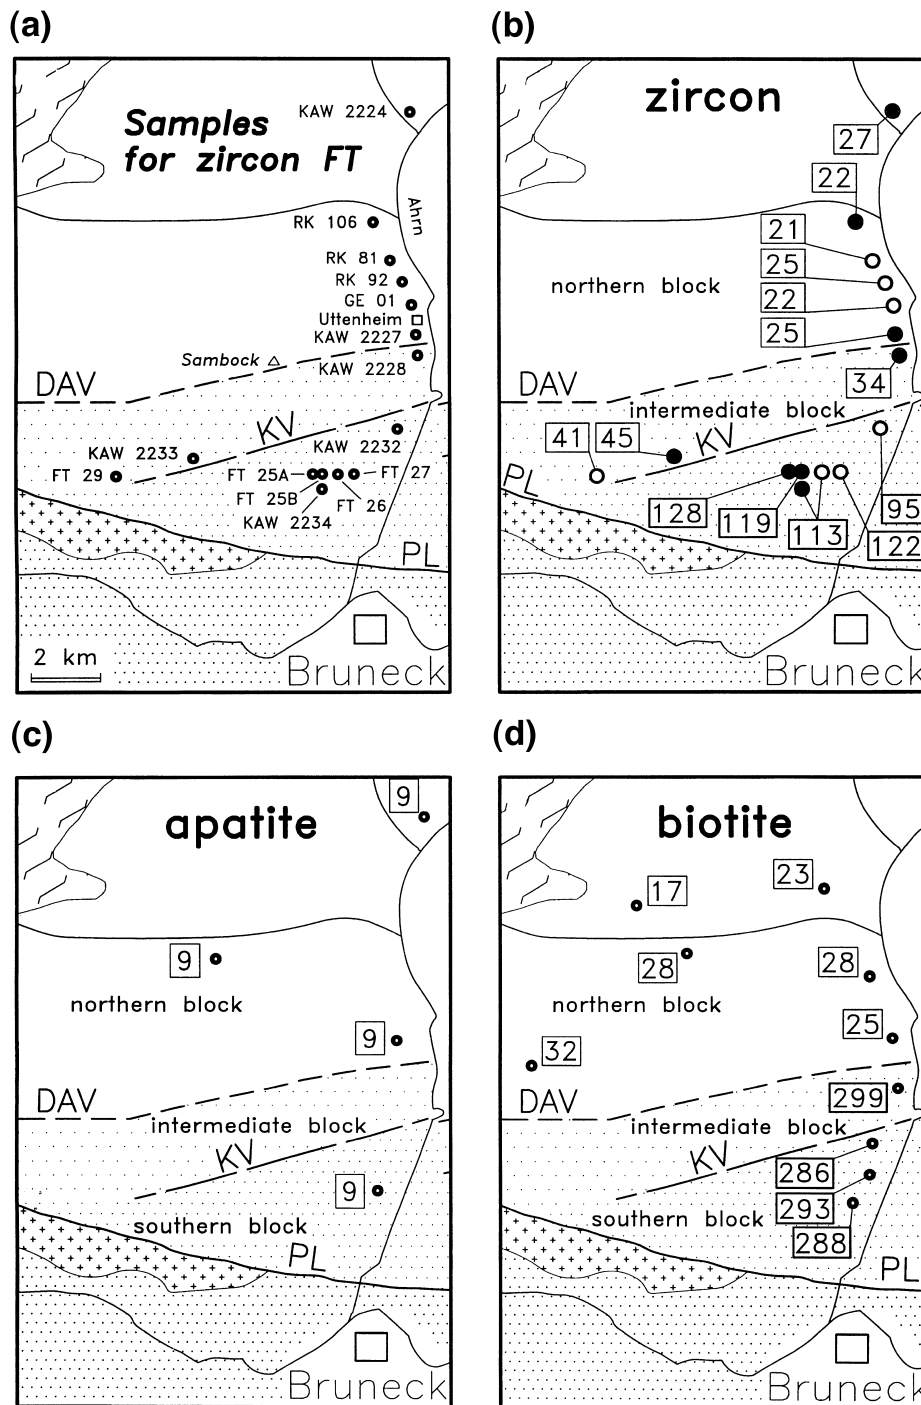 (a)
Samples
for zircon FT
KAW 2224
Ahrn
RK 106
RK 81
RK 92
GE 01
Uttenheim
KAW 2227
Sambock
KAW 2228
DAV
KV
KAW 2232
KAW 2233
FT 29
FT 25A
FT 27
FT 25B
FT 26
KAW 2234
PL
2 km
Bruneck
(b)
zircon
27
22
21
25
northern block
22
25
34
DAV
intermediate block
KV
41 45
PL
128
119
113
95
122
Bruneck
(c)
9
apatite
9
northern block
9
DAV
intermediate block
KV
9
southern block
PL
Bruneck
(d)
biotite
23
17
28
28
northern block
25
32
299
DAV
intermediate block
KV
286
293
southern block
288
PL
Bruneck